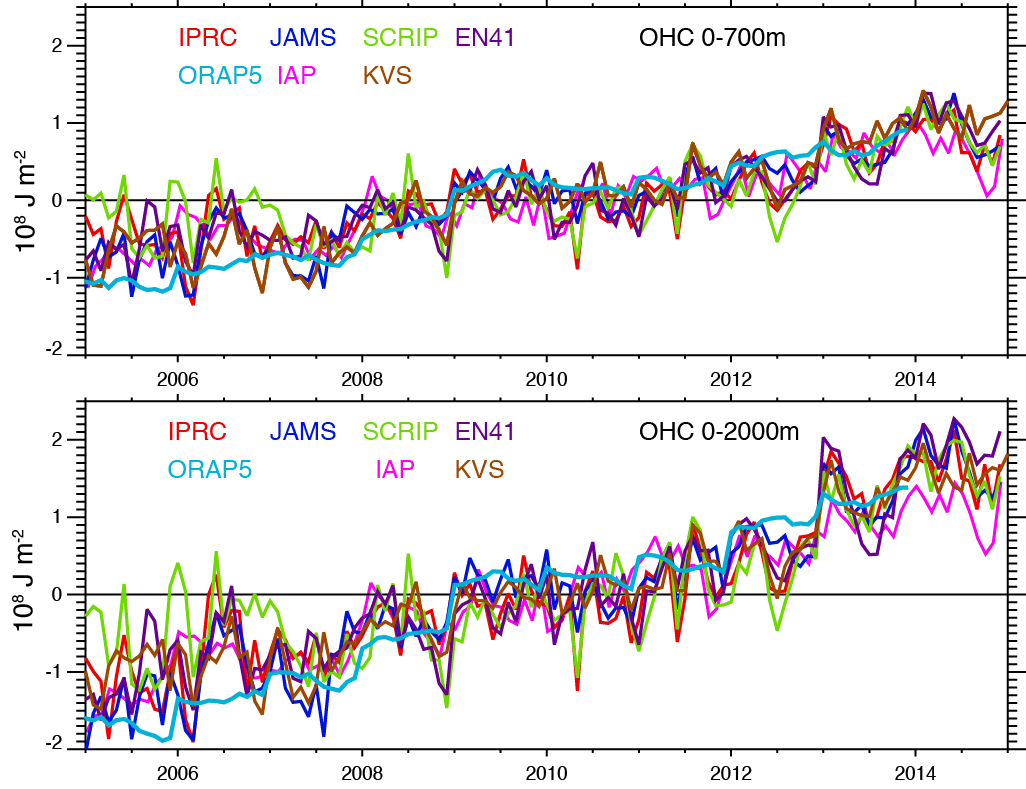 IPRC JAMS SCRIP EN41 OHC 0-700m
ORAP5 IAP KVS
10⁸ J m⁻²
2
1
0
-1
-2
2006 2008 2010 2012 2014
IPRC JAMS SCRIP EN41 OHC 0-2000m
ORAP5 IAP KVS
10⁸ J m⁻²
2
1
0
-1
-2
2006 2008 2010 2012 2014